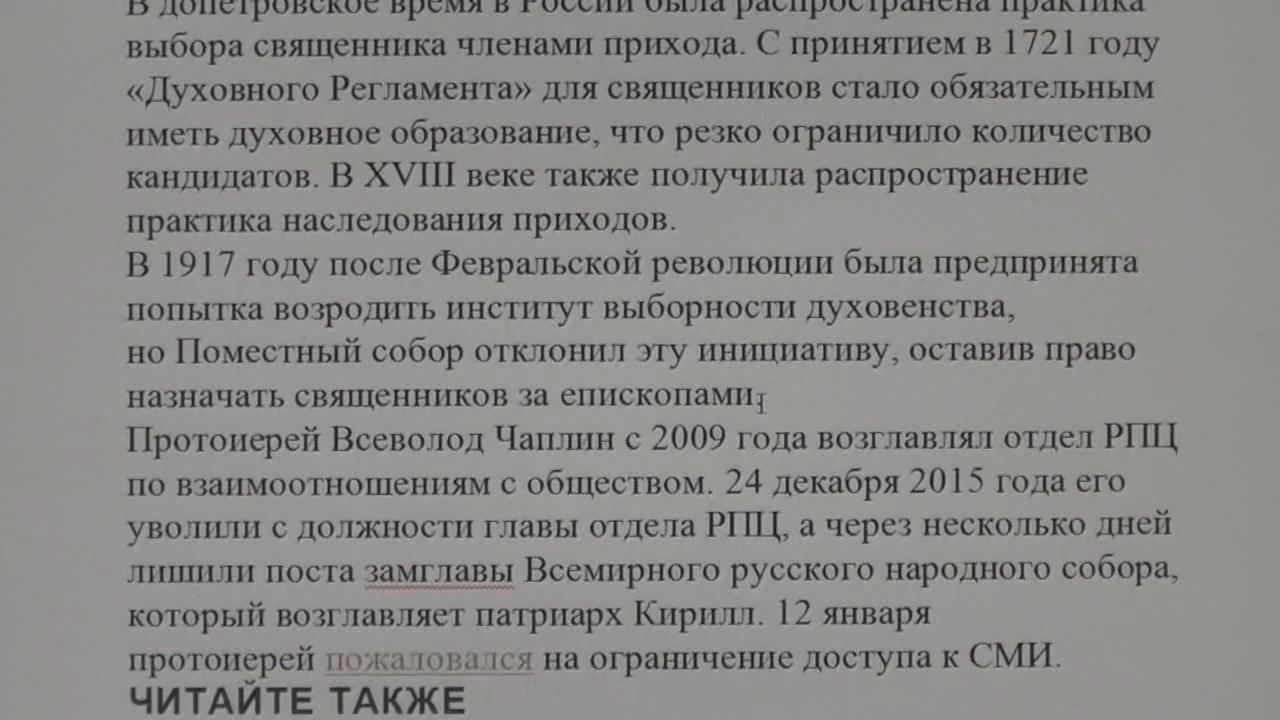 В допетровское время в России была распространена практика
выбора священника членами прихода. С принятием в 1721 году
«Духовного Регламента» для священников стало обязательным
иметь духовное образование, что резко ограничило количество
кандидатов. В XVIII веке также получила распространение
практика наследования приходов.
В 1917 году после Февральской революции была предпринята
попытка возродить институт выборности духовенства,
но Поместный собор отклонил эту инициативу, оставив право
назначать священников за епископами.
Протоиерей Всеволод Чаплин с 2009 года возглавлял отдел РПЦ
по взаимоотношениям с обществом. 24 декабря 2015 года его
уволили с должности главы отдела РПЦ, а через несколько дней
лишили поста замглавы Всемирного русского народного собора,
который возглавляет патриарх Кирилл. 12 января
протоиерей пожаловался на ограничение доступа к СМИ.
ЧИТАЙТЕ ТАКЖЕ